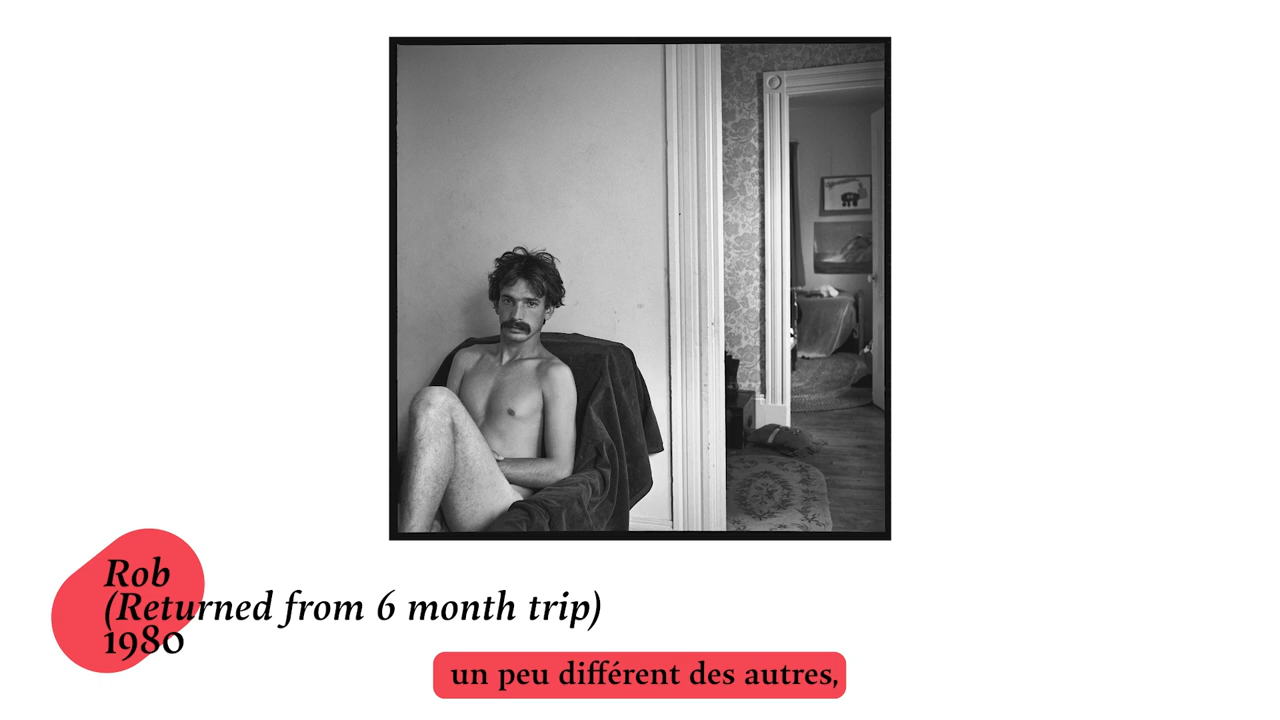 Rob
(Returned from 6 month trip)
1980
un peu différent des autres,